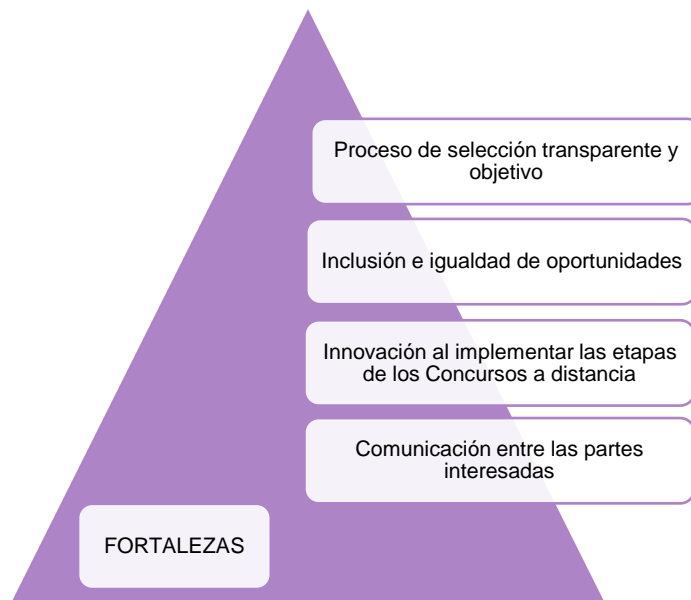 Proceso de selección transparente y
objetivo
Inclusión e igualdad de oportunidades
Innovación al implementar las etapas
de los Concursos a distancia
Comunicación entre las partes
interesadas
FORTALEZAS